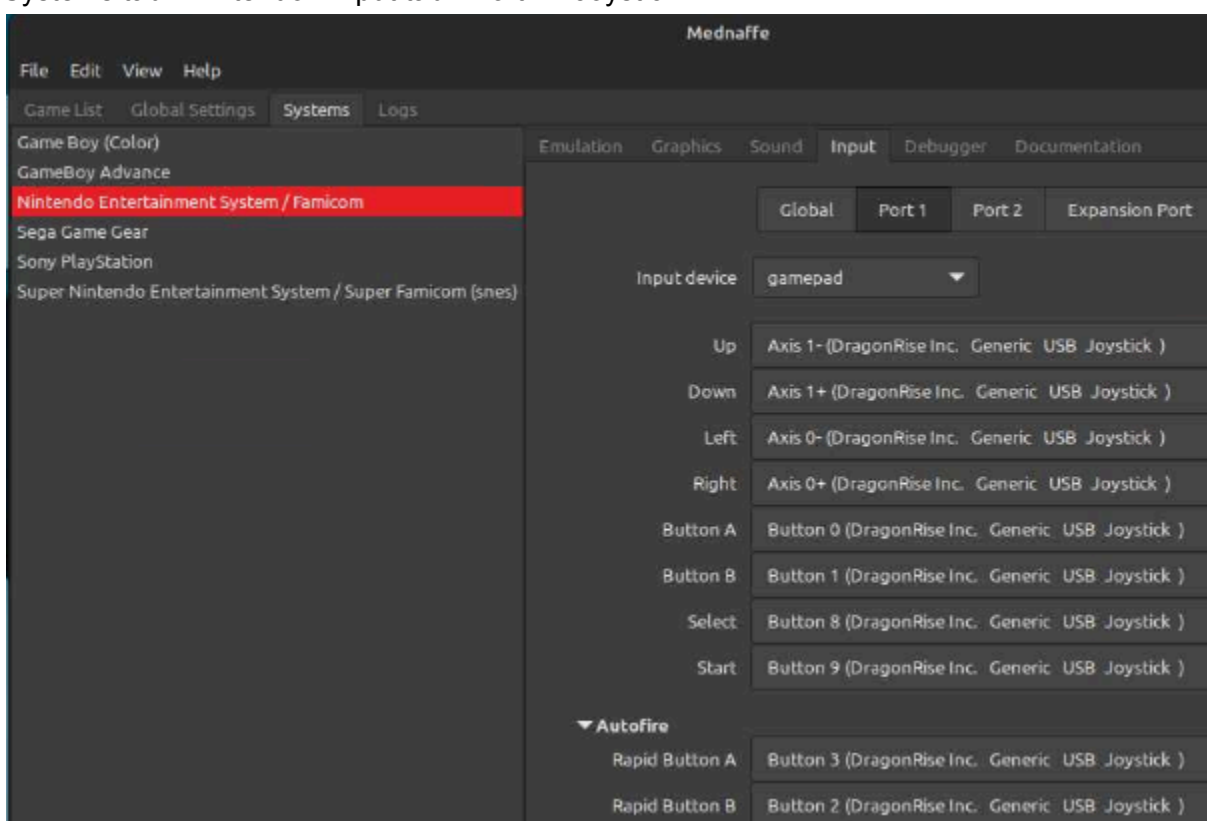 Mednaffe
File Edit View Help
Game List Global Settings Systems Logs
Game Boy (Color)
GameBoy Advance
Nintendo Entertainment System / Famicom
Sega Game Gear
Sony PlayStation
Super Nintendo Entertainment System / Super Famicom (snes)
Emulation Graphics Sound Input Debugger Documentation
Global Port 1 Port 2 Expansion Port
Input device gamepad
Up Axis 1- (DragonRise Inc. Generic USB Joystick )
Down Axis 1+ (DragonRise Inc. Generic USB Joystick )
Left Axis 0- (DragonRise Inc. Generic USB Joystick )
Right Axis 0+ (DragonRise Inc. Generic USB Joystick )
Button A Button 0 (DragonRise Inc. Generic USB Joystick )
Button B Button 1 (DragonRise Inc. Generic USB Joystick )
Select Button 8 (DragonRise Inc. Generic USB Joystick )
Start Button 9 (DragonRise Inc. Generic USB Joystick )
Autofire
Rapid Button A Button 3 (DragonRise Inc. Generic USB Joystick )
Rapid Button B Button 2 (DragonRise Inc. Generic USB Joystick )